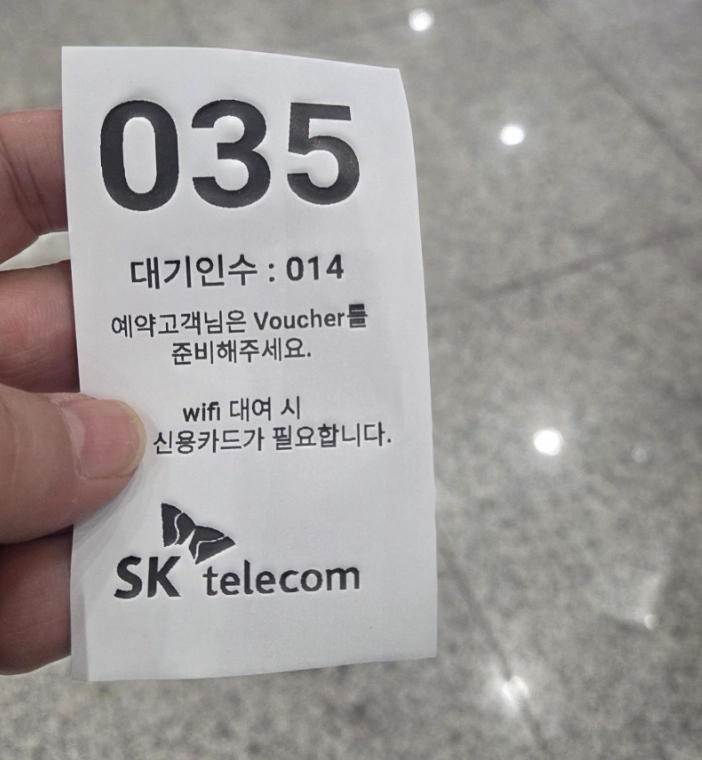 035
대기인수 : 014
예약고객님은 Voucher를
준비해주세요.
wifi 대여 시
신용카드가 필요합니다.
SK telecom